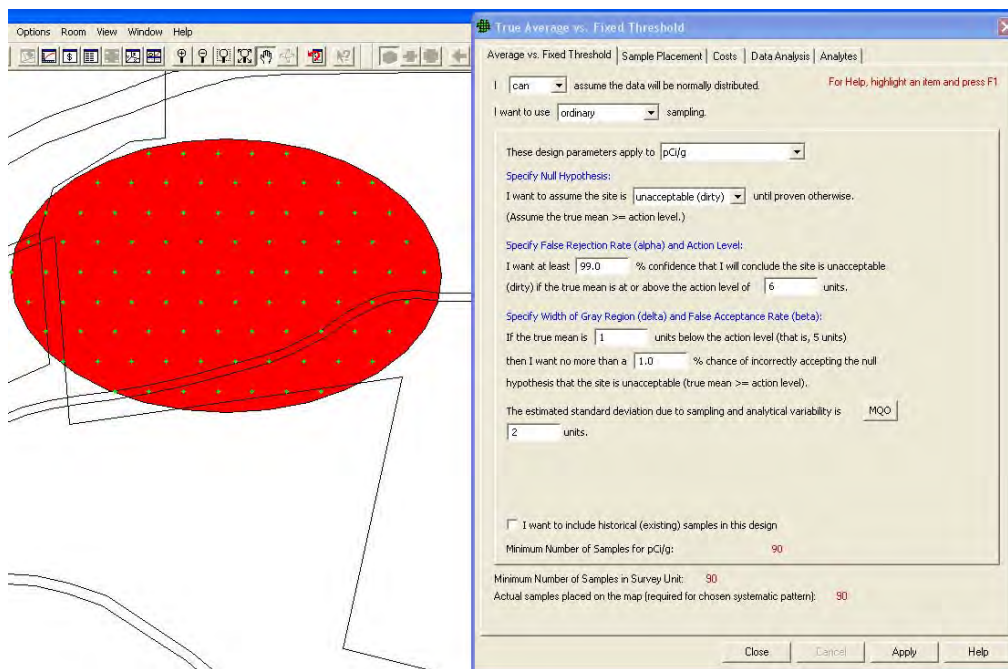 Options Room View Window Help
True Average vs. Fixed Threshold
Average vs. Fixed Threshold Sample Placement Costs Data Analysis Analytes
I can assume the data will be normally distributed. For Help, highlight an item and press F1
I want to use ordinary sampling.
These design parameters apply to pCi/g
Specify Null Hypothesis:
I want to assume the site is unacceptable (dirty) until proven otherwise.
(Assume the true mean >= action level.)
Specify False Rejection Rate (alpha) and Action Level:
I want at least 99.0 % confidence that I will conclude the site is unacceptable
(dirty) if the true mean is at or above the action level of 6 units.
Specify Width of Gray Region (delta) and False Acceptance Rate (beta):
If the true mean is 1 units below the action level (that is, 5 units)
then I want no more than a 1.0 % chance of incorrectly accepting the null
hypothesis that the site is unacceptable (true mean >= action level).
The estimated standard deviation due to sampling and analytical variability is MQO
2 units.
I want to include historical (existing) samples in this design
Minimum Number of Samples for pCi/g: 90
Minimum Number of Samples in Survey Unit: 90
Actual samples placed on the map (required for chosen systematic pattern): 90
Close Cancel Apply Help